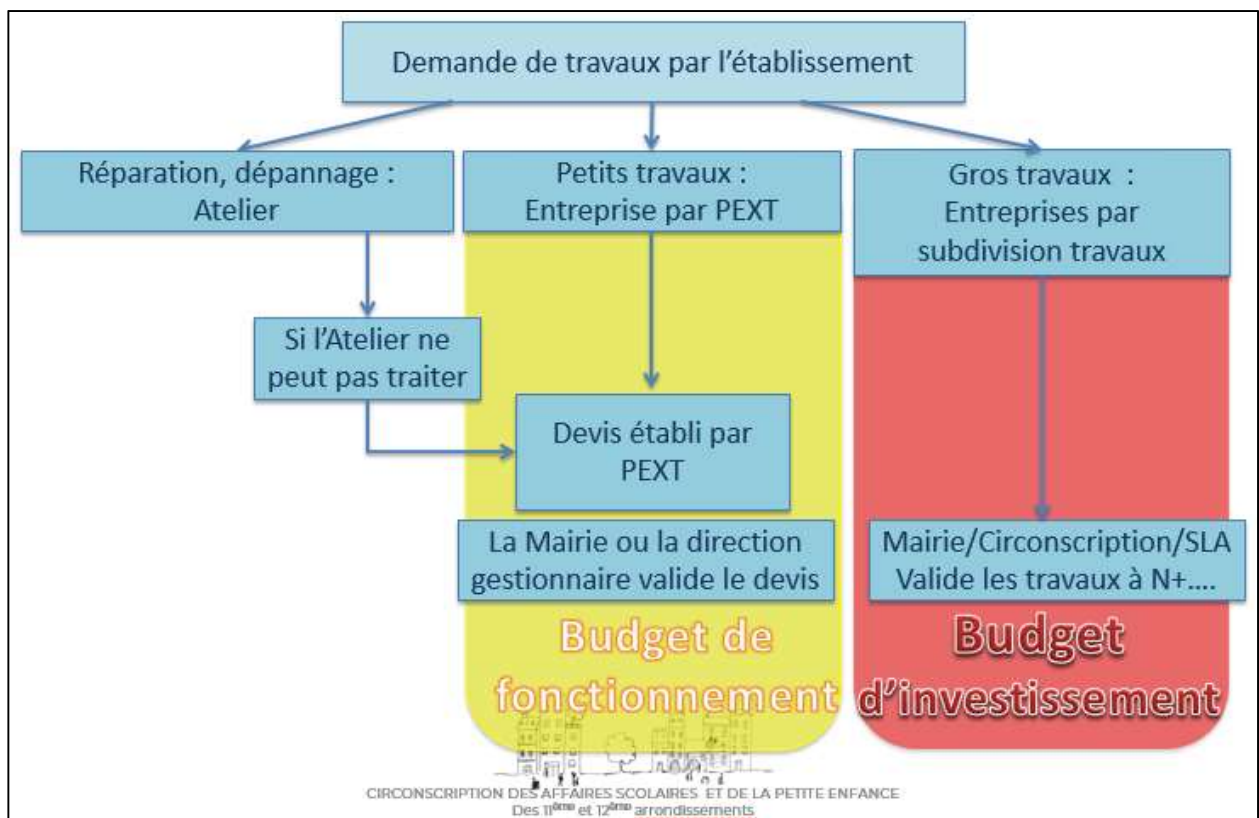 Demande de travaux par l'établissement
Réparation, dépannage :
Atelier
Petits travaux :
Entreprise par PEXT
Gros travaux  :
Entreprises par
subdivision travaux
Si l'Atelier ne
peut pas traiter
Devis établi par
PEXT
La Mairie ou la direction
gestionnaire valide le devis
Mairie/Circonscription/SLA
Valide les travaux à N+....
Budget de
fonctionnement
Budget
d'investissement
CIRCONSCRIPTION DES AFFAIRES SCOLAIRES  ET DE LA PETITE ENFANCE
Des 11ème et 12ème arrondissements